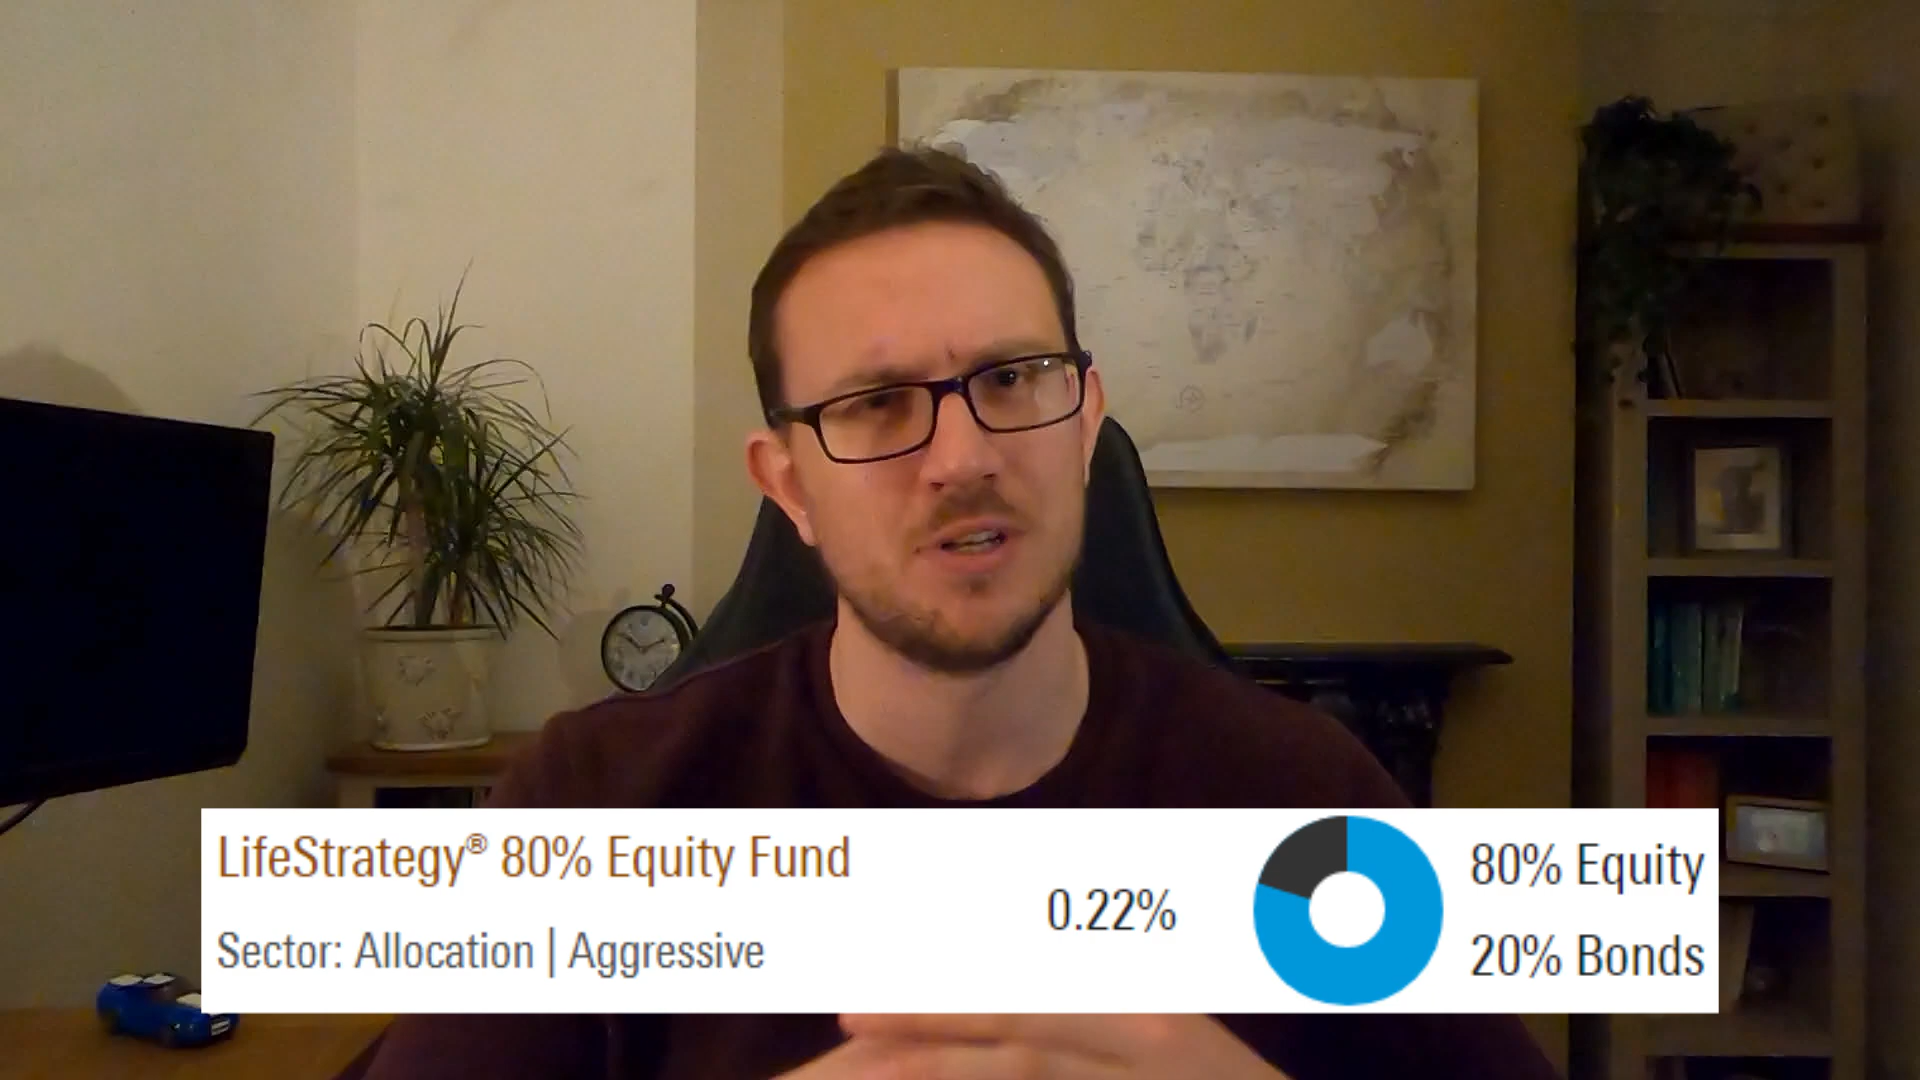 LifeStrategy® 80% Equity Fund
Sector: Allocation | Aggressive
0.22%
80% Equity
20% Bonds